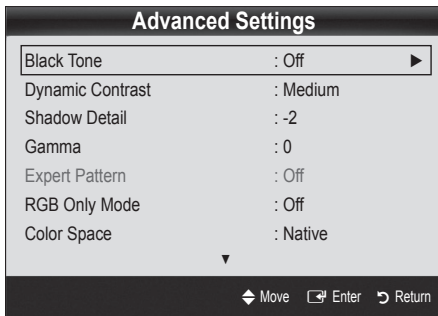 Advanced Settings
Black Tone : Off ►
Dynamic Contrast : Medium
Shadow Detail : -2
Gamma : 0
Expert Pattern : Off
RGB Only Mode : Off
Color Space : Native
▼
Move Enter Return